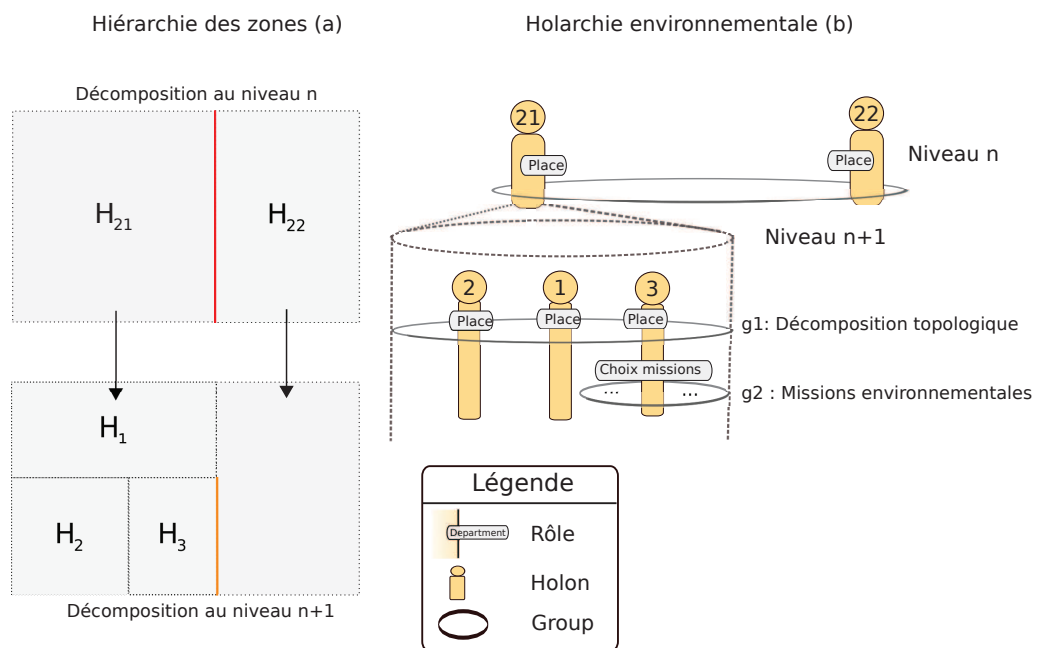 Hiérarchie des zones (a)
Holarchie environnementale (b)
Décomposition au niveau n
H21
H22
H1
H2
H3
Décomposition au niveau n+1
21
22
Place
Place
Niveau n
Niveau n+1
2
1
3
Place
Place
Place
g1: Décomposition topologique
Choix missions
... ...
g2 : Missions environnementales
Légende
Department
Rôle
Holon
Group